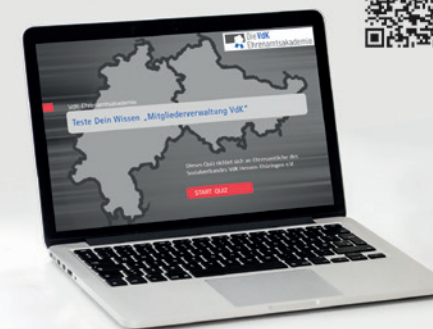 Die VdK
Ehrenamtsakademie
VdK-Ehrenamtsakademie
Teste Dein Wissen „Mitgliederverwaltung VdK“
Dieses Quiz richtet sich an Ehrenamtliche des
Sozialverbandes VdK Hessen-Thüringen e.V.
START QUIZ